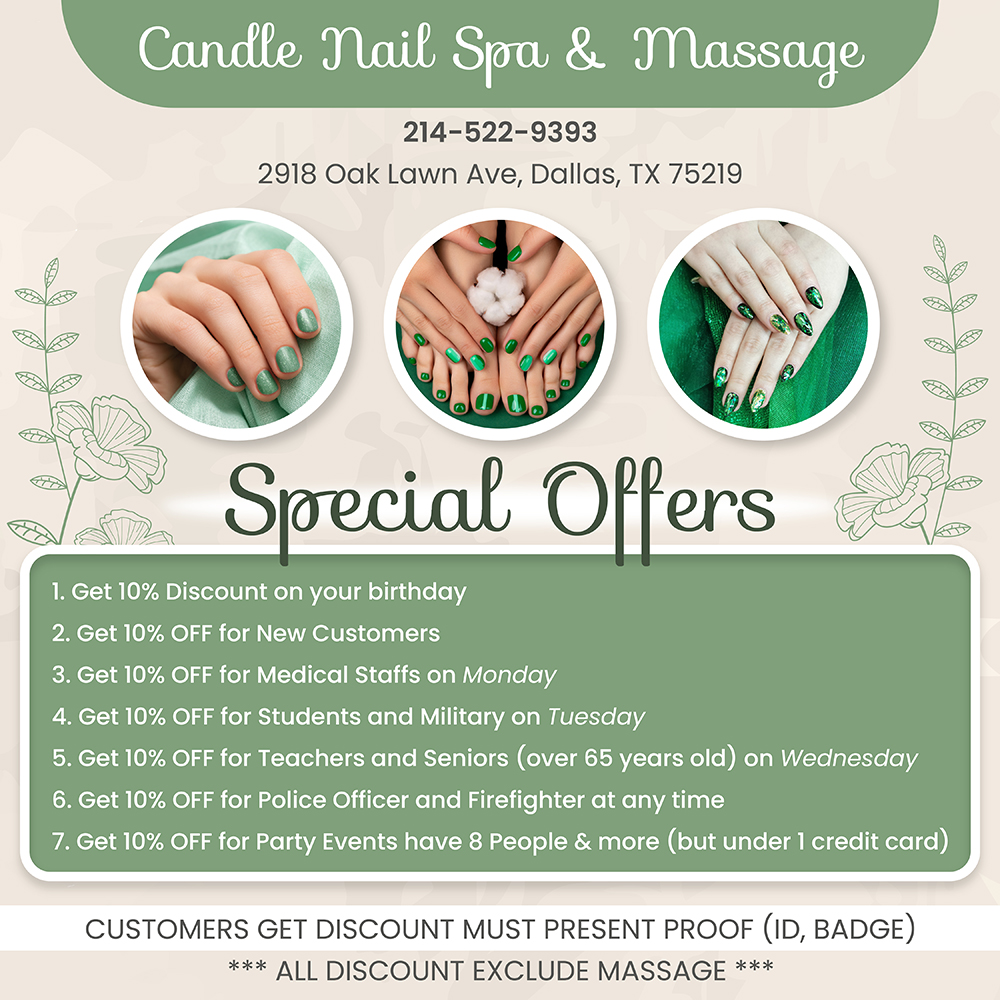 Candle Nail Spa & Massage
214-522-9393
2918 Oak Lawn Ave, Dallas, TX 75219
Special Offers
1. Get 10% Discount on your birthday
2. Get 10% OFF for New Customers
3. Get 10% OFF for Medical Staffs on Monday
4. Get 10% OFF for Students and Military on Tuesday
5. Get 10% OFF for Teachers and Seniors (over 65 years old) on Wednesday
6. Get 10% OFF for Police Officer and Firefighter at any time
7. Get 10% OFF for Party Events have 8 People & more (but under 1 credit card)
CUSTOMERS GET DISCOUNT MUST PRESENT PROOF (ID, BADGE)
*** ALL DISCOUNT EXCLUDE MASSAGE ***